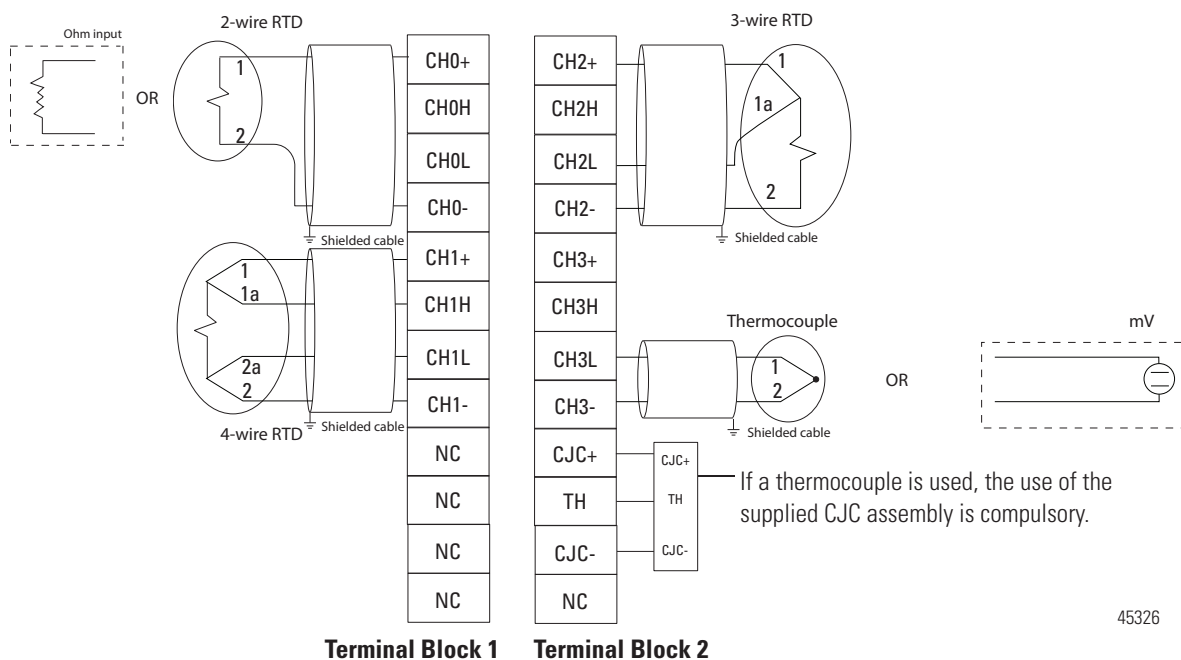 2-wire RTD
3-wire RTD
Ohm input
OR
1
2
CH0+
CH0H
CH0L
CH0-
Shielded cable
CH1+
CH1H
CH1L
CH1-
1
1a
2a
2
4-wire RTD
Shielded cable
NC
NC
NC
NC
CH2+
CH2H
CH2L
CH2-
1
1a
2
Shielded cable
CH3+
CH3H
CH3L
CH3-
Thermocouple
1
2
Shielded cable
OR
mV
CJC+
TH
CJC-
NC
CJC+
TH
CJC-
If a thermocouple is used, the use of the
supplied CJC assembly is compulsory.
45326
Terminal Block 1
Terminal Block 2